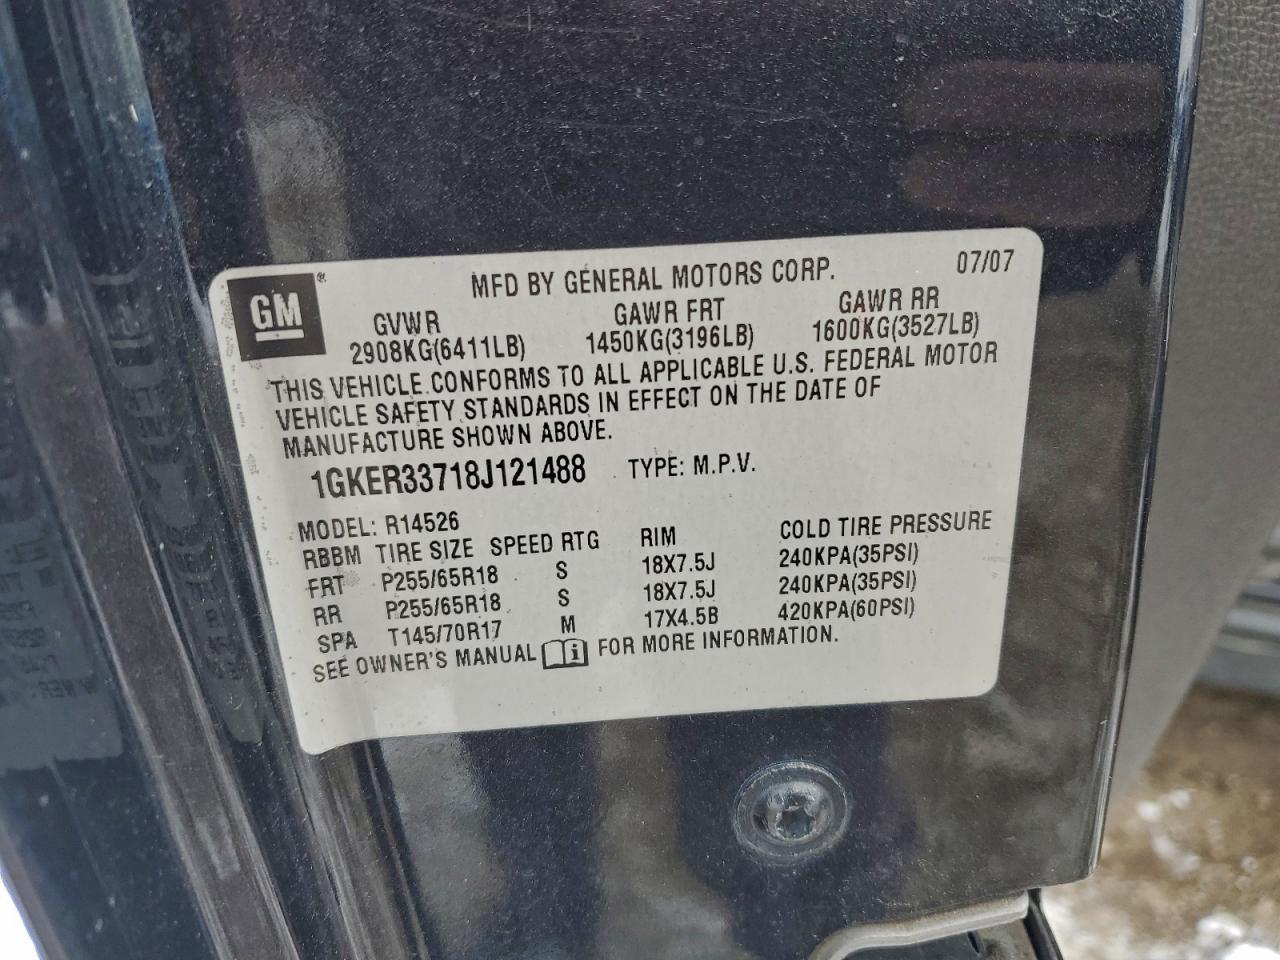 GM ®
MFD BY GENERAL MOTORS CORP. 07/07
GVWR GAWR FRT GAWR RR
2908KG(6411LB) 1450KG(3196LB) 1600KG(3527LB)
THIS VEHICLE CONFORMS TO ALL APPLICABLE U.S. FEDERAL MOTOR
VEHICLE SAFETY STANDARDS IN EFFECT ON THE DATE OF
MANUFACTURE SHOWN ABOVE.
1GKER33718J121488 TYPE: M.P.V.
MODEL: R14526
RBBM TIRE SIZE SPEED RTG RIM COLD TIRE PRESSURE
FRT P255/65R18 S 18X7.5J 240KPA(35PSI)
RR P255/65R18 S 18X7.5J 240KPA(35PSI)
SPA T145/70R17 M 17X4.5B 420KPA(60PSI)
SEE OWNER'S MANUAL i FOR MORE INFORMATION.